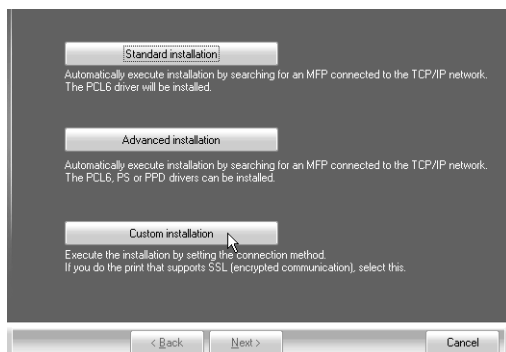 Standard installation
Automatically execute installation by searching for an MFP connected to the TCP/IP network.
The PCL6 driver will be installed.
Advanced installation
Automatically execute installation by searching for an MFP connected to the TCP/IP network.
The PCL6, PS or PPD drivers can be installed.
Custom installation
Execute the installation by setting the connection method.
If you do the print that supports SSL (encrypted communication), select this.
< Back Next > Cancel